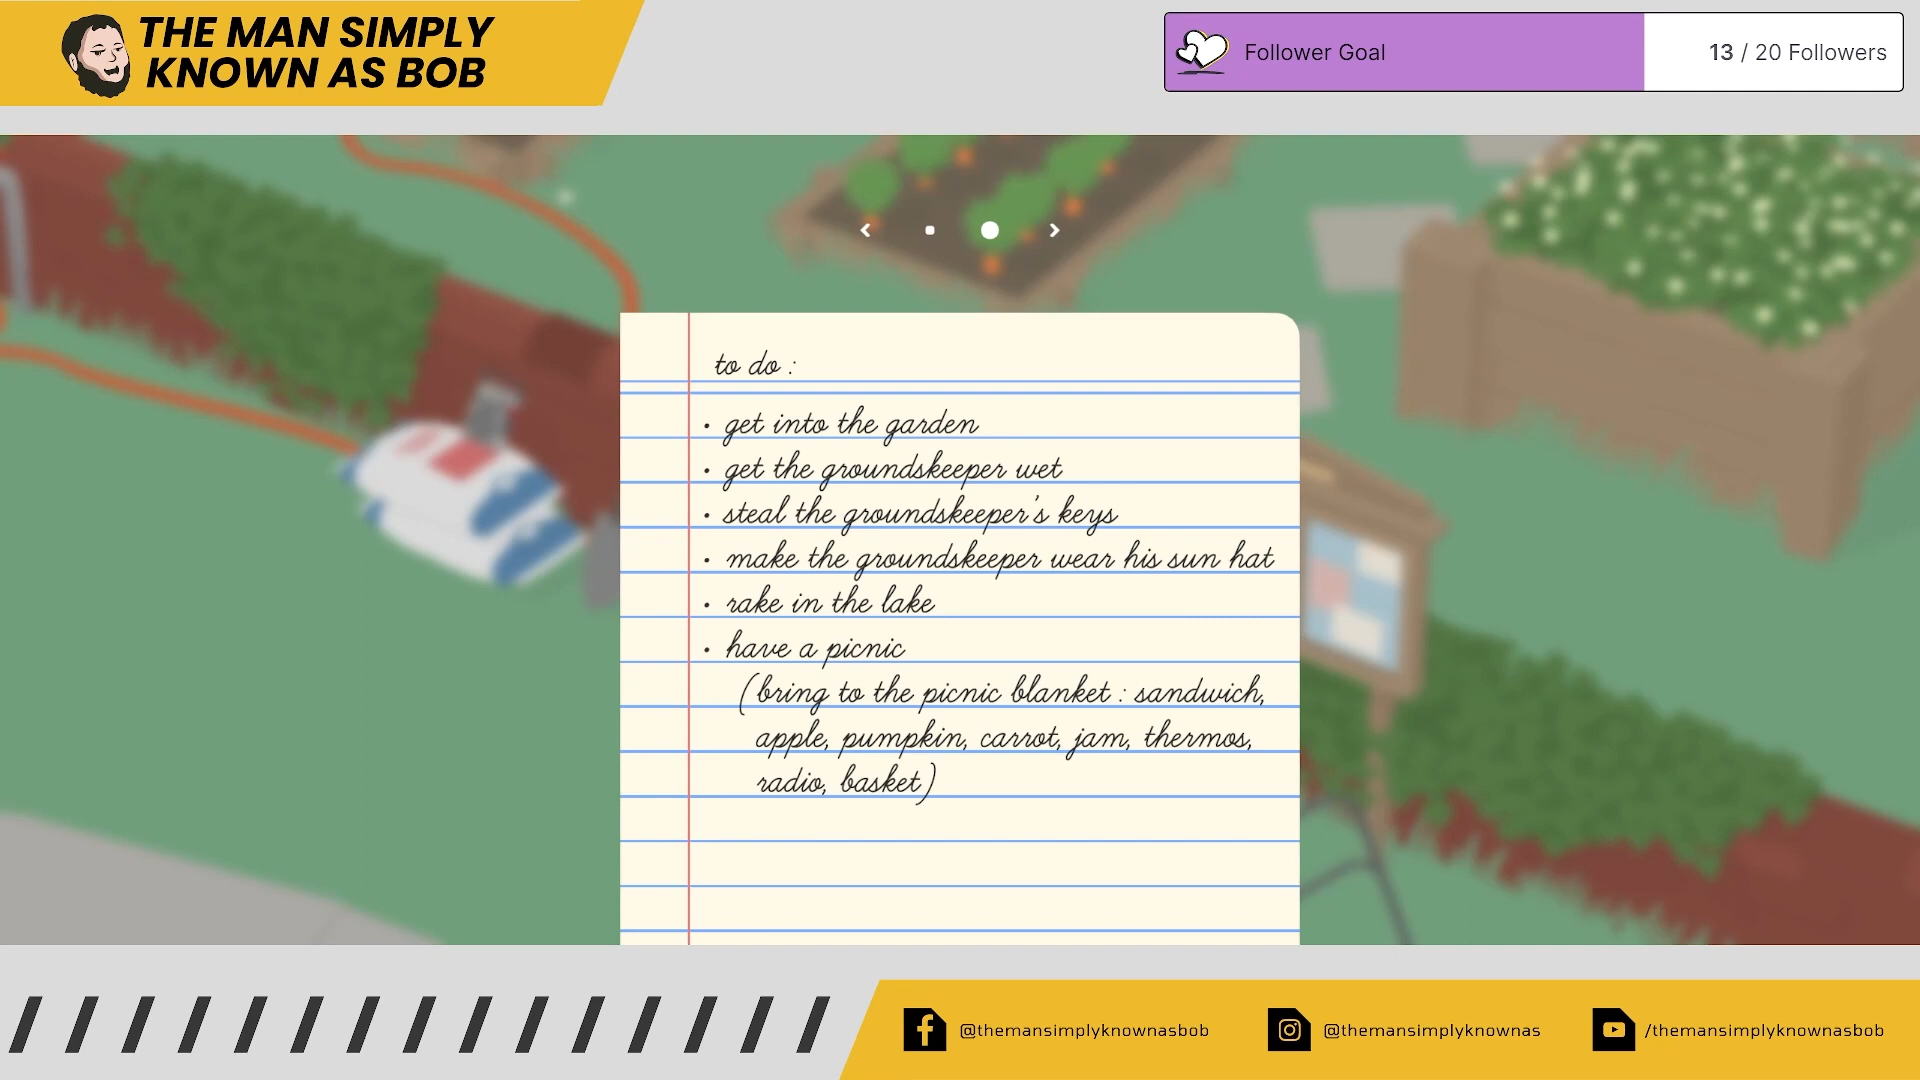 THE MAN SIMPLY
KNOWN AS BOB
Follower Goal
13 / 20 Followers
to do :
• get into the garden
• get the groundskeeper wet
• steal the groundskeeper's keys
• make the groundskeeper wear his sun hat
• rake in the lake
• have a picnic
(bring to the picnic blanket : sandwich,
apple, pumpkin, carrot, jam, thermos,
radio, basket)
@themansimplyknownasbob
@themansimplyknownas
/themansimplyknownasbob